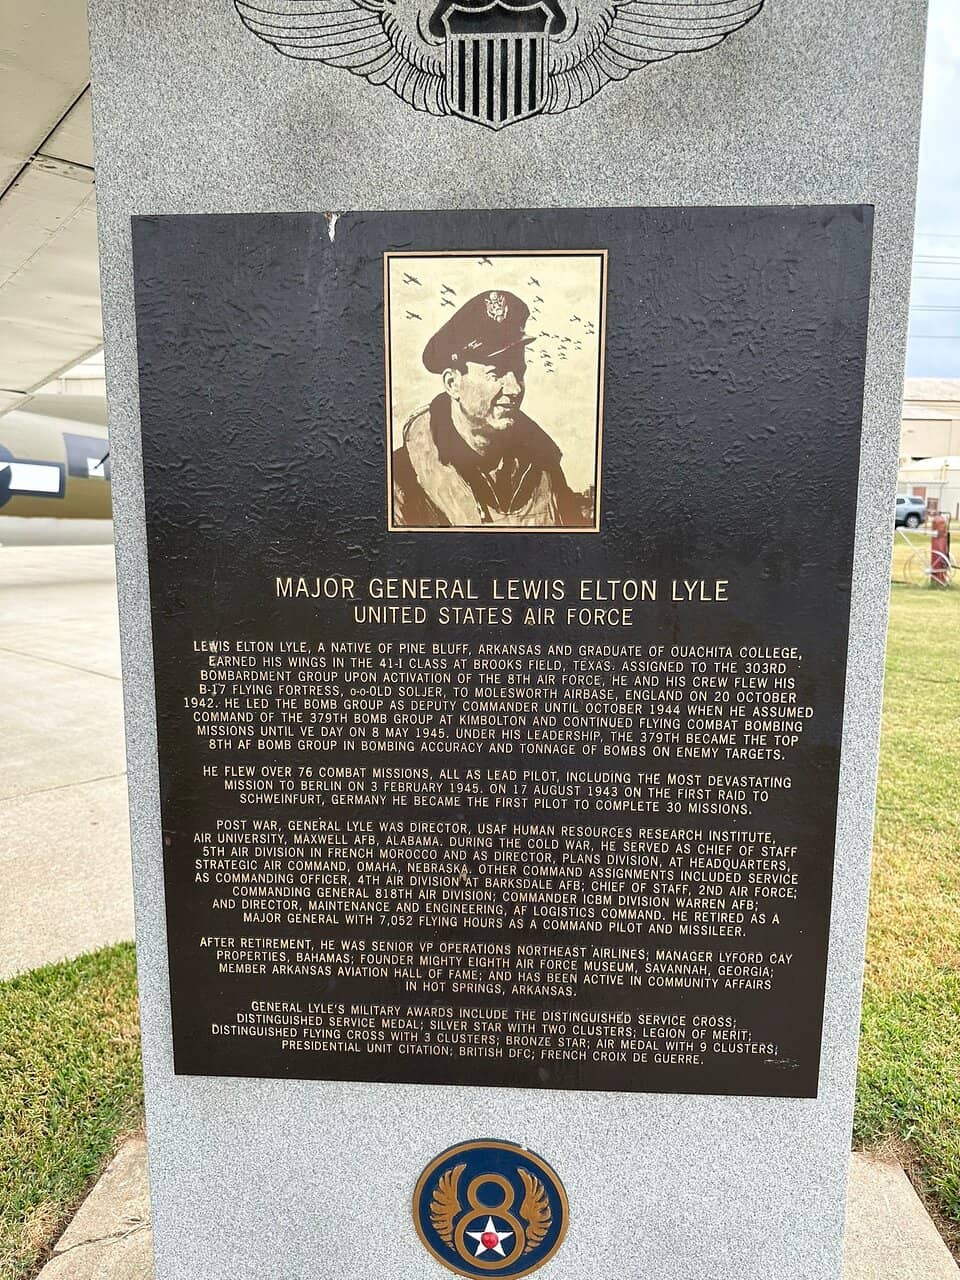 MAJOR GENERAL LEWIS ELTON LYLE
UNITED STATES AIR FORCE
LEWIS ELTON LYLE, A NATIVE OF PINE BLUFF, ARKANSAS AND GRADUATE OF OUACHITA COLLEGE,
EARNED HIS WINGS IN THE 41-I CLASS AT BROOKS FIELD, TEXAS. ASSIGNED TO THE 303RD
BOMBARDMENT GROUP UPON ACTIVATION OF THE 8TH AIR FORCE, HE AND HIS CREW FLEW HIS
B-17 FLYING FORTRESS, o-o-OLD SOLJER, TO MOLESWORTH AIRBASE, ENGLAND ON 20 OCTOBER
1942. HE LED THE BOMB GROUP AS DEPUTY COMMANDER UNTIL OCTOBER 1944 WHEN HE ASSUMED
COMMAND OF THE 379TH BOMB GROUP AT KIMBOLTON AND CONTINUED FLYING COMBAT BOMBING
MISSIONS UNTIL VE DAY ON 8 MAY 1945. UNDER HIS LEADERSHIP, THE 379TH BECAME THE TOP
8TH AF BOMB GROUP IN BOMBING ACCURACY AND TONNAGE OF BOMBS ON ENEMY TARGETS.
HE FLEW OVER 76 COMBAT MISSIONS, ALL AS LEAD PILOT, INCLUDING THE MOST DEVASTATING
MISSION TO BERLIN ON 3 FEBRUARY 1945. ON 17 AUGUST 1943 ON THE FIRST RAID TO
SCHWEINFURT, GERMANY HE BECAME THE FIRST PILOT TO COMPLETE 30 MISSIONS.
POST WAR, GENERAL LYLE WAS DIRECTOR, USAF HUMAN RESOURCES RESEARCH INSTITUTE,
AIR UNIVERSITY, MAXWELL AFB, ALABAMA. DURING THE COLD WAR, HE SERVED AS CHIEF OF STAFF
5TH AIR DIVISION IN FRENCH MOROCCO AND AS DIRECTOR, PLANS DIVISION, AT HEADQUARTERS,
STRATEGIC AIR COMMAND, OMAHA, NEBRASKA. OTHER COMMAND ASSIGNMENTS INCLUDED SERVICE
AS COMMANDING OFFICER, 4TH AIR DIVISION AT BARKSDALE AFB; CHIEF OF STAFF, 2ND AIR FORCE;
COMMANDING GENERAL 818TH AIR DIVISION; COMMANDER ICBM DIVISION WARREN AFB;
AND DIRECTOR, MAINTENANCE AND ENGINEERING, AF LOGISTICS COMMAND. HE RETIRED AS A
MAJOR GENERAL WITH 7,052 FLYING HOURS AS A COMMAND PILOT AND MISSILEER.
AFTER RETIREMENT, HE WAS SENIOR VP OPERATIONS NORTHEAST AIRLINES; MANAGER LYFORD CAY
PROPERTIES, BAHAMAS; FOUNDER MIGHTY EIGHTH AIR FORCE MUSEUM, SAVANNAH, GEORGIA;
MEMBER ARKANSAS AVIATION HALL OF FAME; AND HAS BEEN ACTIVE IN COMMUNITY AFFAIRS
IN HOT SPRINGS, ARKANSAS.
GENERAL LYLE'S MILITARY AWARDS INCLUDE THE DISTINGUISHED SERVICE CROSS;
DISTINGUISHED SERVICE MEDAL; SILVER STAR WITH TWO CLUSTERS; LEGION OF MERIT;
DISTINGUISHED FLYING CROSS WITH 3 CLUSTERS; BRONZE STAR; AIR MEDAL WITH 9 CLUSTERS;
PRESIDENTIAL UNIT CITATION; BRITISH DFC; FRENCH CROIX DE GUERRE.
8